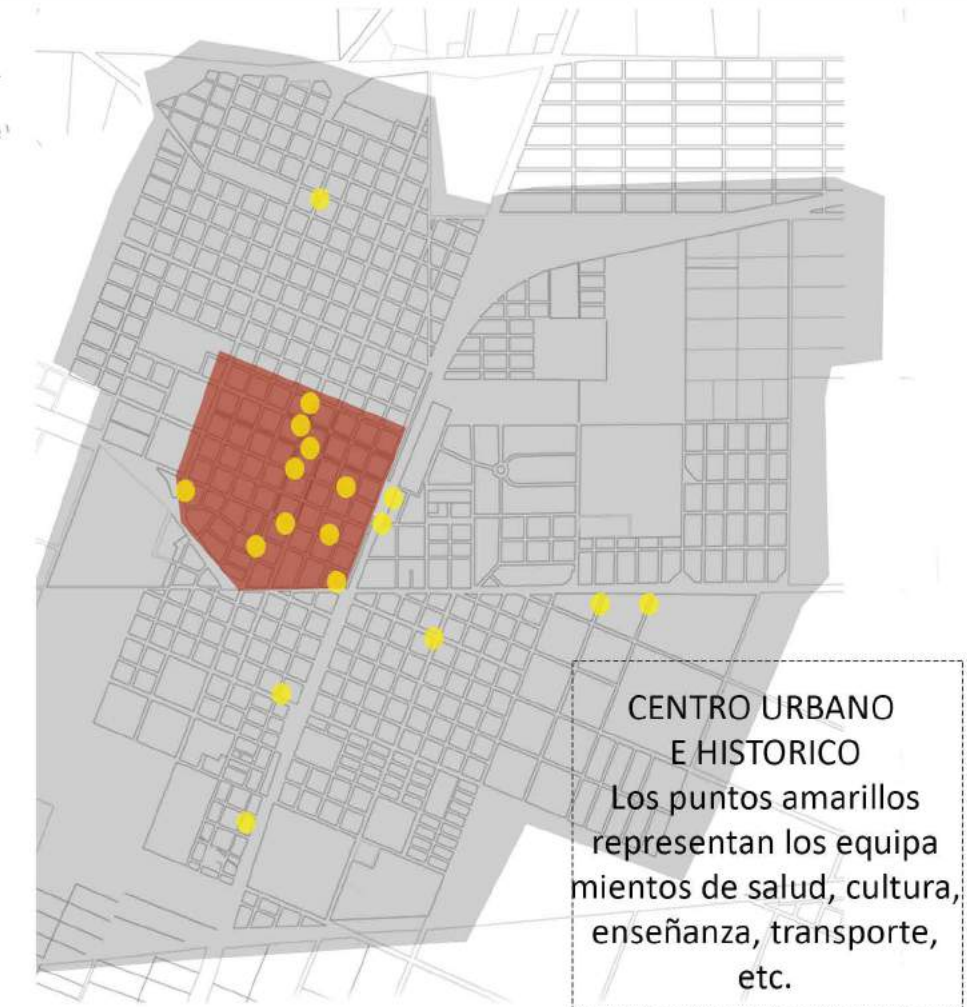 CENTRO URBANO
E HISTORICO
Los puntos amarillos
representan los equipa
mientos de salud, cultura,
enseñanza, transporte,
etc.